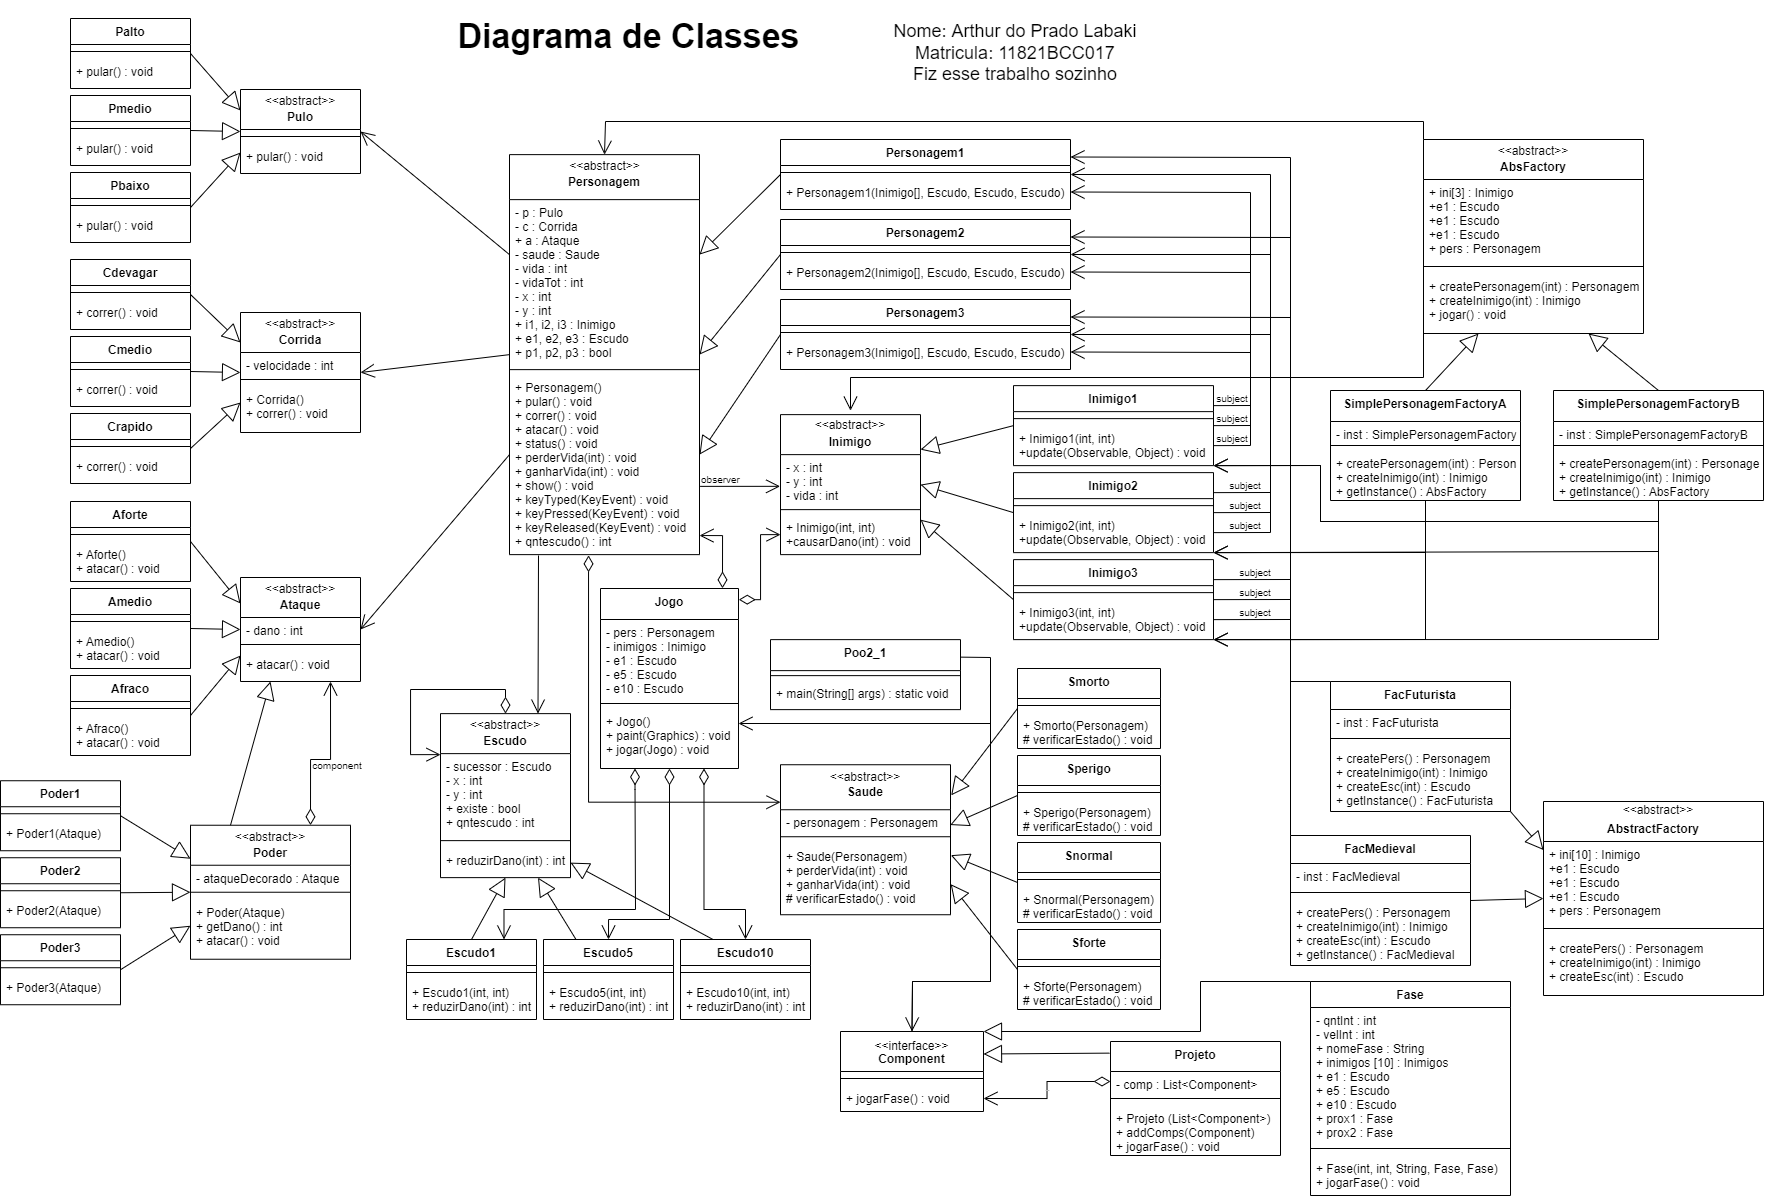 Diagrama de Classes
Nome: Arthur do Prado Labaki
Matricula: 11821BCC017
Fiz esse trabalho sozinho
Palto
+ pular() : void
Pmedio
+ pular() : void
Pbaixo
+ pular() : void
<<abstract>>
Pulo
+ pular() : void
Cdevagar
+ correr() : void
Cmedio
+ correr() : void
Crapido
+ correr() : void
<<abstract>>
Corrida
- velocidade : int
+ Corrida()
+ correr() : void
Aforte
+ Aforte()
+ atacar() : void
Amedio
+ Amedio()
+ atacar() : void
Afraco
+ Afraco()
+ atacar() : void
<<abstract>>
Ataque
- dano : int
+ atacar() : void
component
Poder1
+ Poder1(Ataque)
Poder2
+ Poder2(Ataque)
Poder3
+ Poder3(Ataque)
<<abstract>>
Poder
- ataqueDecorado : Ataque
+ Poder(Ataque)
+ getDano() : int
+ atacar() : void
<<abstract>>
Personagem
- p : Pulo
- c : Corrida
+ a : Ataque
- saude : Saude
- vida : int
- vidaTot : int
- x : int
- y : int
+ i1, i2, i3 : Inimigo
+ e1, e2, e3 : Escudo
+ p1, p2, p3 : bool
+ Personagem()
+ pular() : void
+ correr() : void
+ atacar() : void
+ status() : void
+ perderVida(int) : void
+ ganharVida(int) : void
+ show() : void
+ keyTyped(KeyEvent) : void
+ keyPressed(KeyEvent) : void
+ keyReleased(KeyEvent) : void
+ qntescudo() : int
observer
Personagem1
+ Personagem1(Inimigo[], Escudo, Escudo, Escudo)
Personagem2
+ Personagem2(Inimigo[], Escudo, Escudo, Escudo)
Personagem3
+ Personagem3(Inimigo[], Escudo, Escudo, Escudo)
<<abstract>>
Inimigo
- x : int
- y : int
- vida : int
+ Inimigo(int, int)
+causarDano(int) : void
Inimigo1
+ Inimigo1(int, int)
+update(Observable, Object) : void
subject
subject
subject
Inimigo2
+ Inimigo2(int, int)
+update(Observable, Object) : void
subject
subject
subject
Inimigo3
+ Inimigo3(int, int)
+update(Observable, Object) : void
subject
subject
subject
<<abstract>>
AbsFactory
+ ini[3] : Inimigo
+e1 : Escudo
+e1 : Escudo
+e1 : Escudo
+ pers : Personagem
+ createPersonagem(int) : Personagem
+ createInimigo(int) : Inimigo
+ jogar() : void
SimplePersonagemFactoryA
- inst : SimplePersonagemFactory
+ createPersonagem(int) : Person
+ createInimigo(int) : Inimigo
+ getInstance() : AbsFactory
SimplePersonagemFactoryB
- inst : SimplePersonagemFactoryB
+ createPersonagem(int) : Personage
+ createInimigo(int) : Inimigo
+ getInstance() : AbsFactory
Jogo
- pers : Personagem
- inimigos : Inimigo
- e1 : Escudo
- e5 : Escudo
- e10 : Escudo
+ Jogo()
+ paint(Graphics) : void
+ jogar(Jogo) : void
Poo2_1
+ main(String[] args) : static void
<<abstract>>
Escudo
- sucessor : Escudo
- x : int
- y : int
+ existe : bool
+ qntescudo : int
+ reduzirDano(int) : int
Escudo1
+ Escudo1(int, int)
+ reduzirDano(int) : int
Escudo5
+ Escudo5(int, int)
+ reduzirDano(int) : int
Escudo10
+ Escudo10(int, int)
+ reduzirDano(int) : int
<<abstract>>
Saude
- personagem : Personagem
+ Saude(Personagem)
+ perderVida(int) : void
+ ganharVida(int) : void
# verificarEstado() : void
Smorto
+ Smorto(Personagem)
# verificarEstado() : void
Sperigo
+ Sperigo(Personagem)
# verificarEstado() : void
Snormal
+ Snormal(Personagem)
# verificarEstado() : void
Sforte
+ Sforte(Personagem)
# verificarEstado() : void
FacFuturista
- inst : FacFuturista
+ createPers() : Personagem
+ createInimigo(int) : Inimigo
+ createEsc(int) : Escudo
+ getInstance() : FacFuturista
FacMedieval
- inst : FacMedieval
+ createPers() : Personagem
+ createInimigo(int) : Inimigo
+ createEsc(int) : Escudo
+ getInstance() : FacMedieval
<<abstract>>
AbstractFactory
+ ini[10] : Inimigo
+e1 : Escudo
+e1 : Escudo
+e1 : Escudo
+ pers : Personagem
+ createPers() : Personagem
+ createInimigo(int) : Inimigo
+ createEsc(int) : Escudo
<<interface>>
Component
+ jogarFase() : void
Projeto
- comp : List<Component>
+ Projeto (List<Component>)
+ addComps(Component)
+ jogarFase() : void
Fase
- qntInt : int
- velInt : int
+ nomeFase : String
+ inimigos [10] : Inimigos
+ e1 : Escudo
+ e5 : Escudo
+ e10 : Escudo
+ prox1 : Fase
+ prox2 : Fase
+ Fase(int, int, String, Fase, Fase)
+ jogarFase() : void